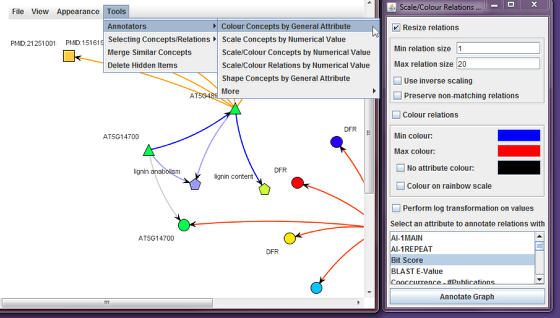 File View Appearance Tools
Annotators
Selecting Concepts/Relations
Merge Similar Concepts
Delete Hidden Items
Colour Concepts by General Attribute
Scale Concepts by Numerical Value
Scale/Colour Concepts by Numerical Value
Scale/Colour Relations by Numerical Value
Shape Concepts by General Attribute
More
PMID:21251001
PMID:151619
AT5G14700
DFR
lignin anabolism
lignin content
DFR
AT5G14700
DFR
Scale/Colour Relations ...
Resize relations
Min relation size 1
Max relation size 20
Use inverse scaling
Preserve non-matching relations
Colour relations
Min colour:
Max colour:
No attribute colour:
Colour on rainbow scale
Perform log transformation on values
Select an attribute to annotate relations with
AI-1MAIN
AI-1REPEAT
Bit Score
BLAST E-Value
Cooccurrence - #Publications
Annotate Graph